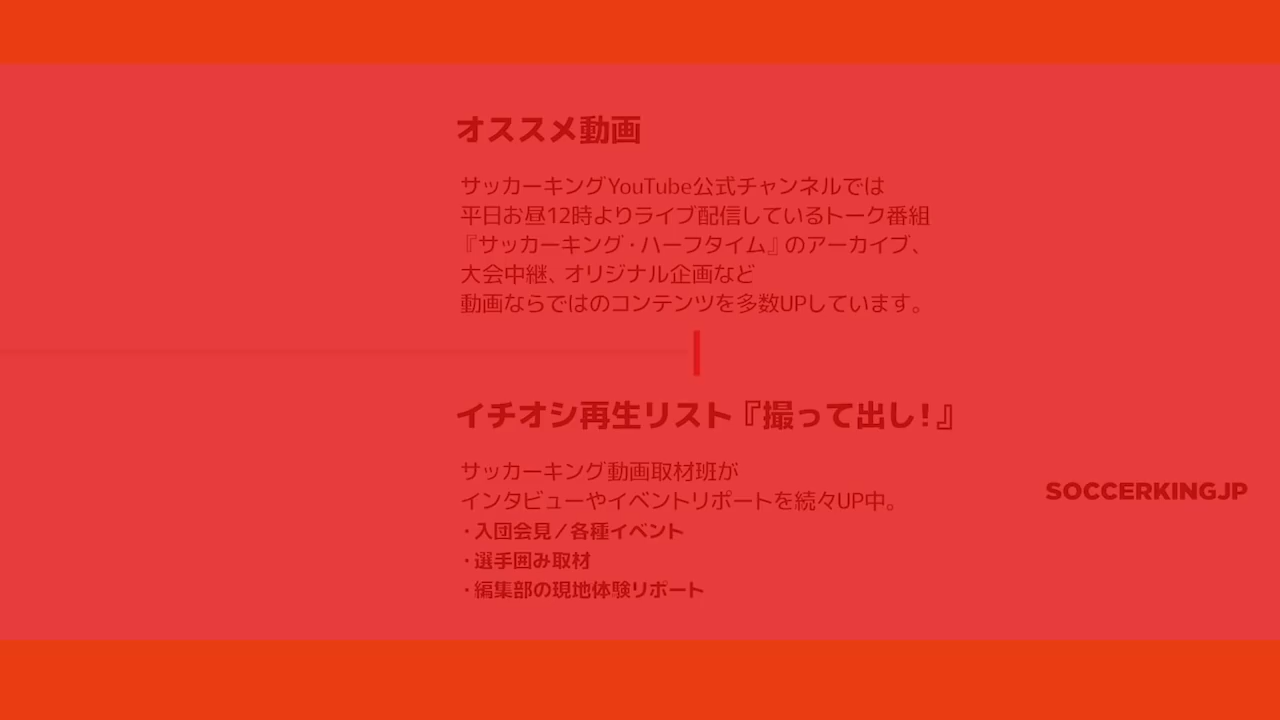 オススメ動画
サッカーキングYouTube公式チャンネルでは
平日お昼12時よりライブ配信しているトーク番組
『サッカーキング・ハーフタイム』のアーカイブ、
大会中継、オリジナル企画など
動画ならではのコンテンツを多数UPしています。
イチオシ再生リスト『撮って出し!』
サッカーキング動画取材班が
インタビューやイベントリポートを続々UP中。
・入団会見／各種イベント
・選手囲み取材
・編集部の現地体験リポート
SOCCERKINGJP